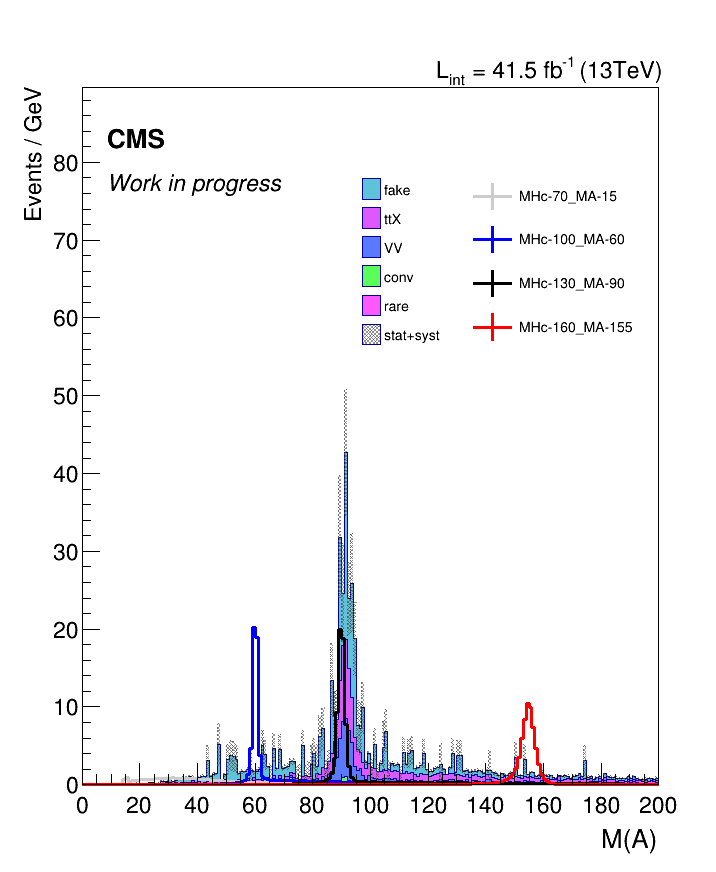 L_int = 41.5 fb^-1 (13TeV)
Events / GeV
CMS
Work in progress
fake
ttX
VV
conv
rare
stat+syst
MHc-70_MA-15
MHc-100_MA-60
MHc-130_MA-90
MHc-160_MA-155
80
70
60
50
40
30
20
10
0
0 20 40 60 80 100 120 140 160 180 200
M(A)